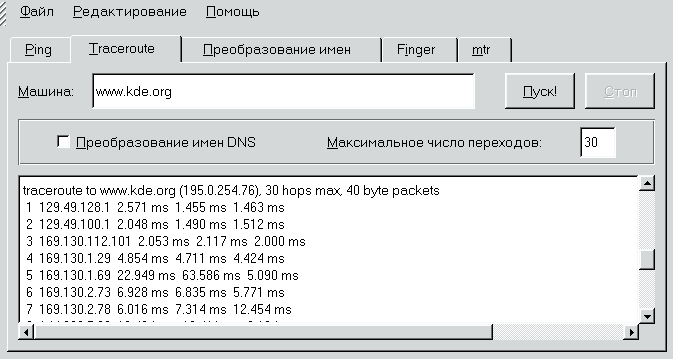 Файл Редактирование Помощь
Ping Traceroute Преобразование имен Finger mtr
Машина: www.kde.org Пуск! Стоп
Преобразование имен DNS Максимальное число переходов: 30
traceroute to www.kde.org (195.0.254.76), 30 hops max, 40 byte packets
1 129.49.128.1 2.571 ms 1.455 ms 1.463 ms
2 129.49.100.1 2.048 ms 1.490 ms 1.512 ms
3 169.130.112.101 2.053 ms 2.117 ms 2.000 ms
4 169.130.1.29 4.854 ms 4.711 ms 4.424 ms
5 169.130.1.69 22.949 ms 63.586 ms 5.090 ms
6 169.130.2.73 6.928 ms 6.835 ms 5.771 ms
7 169.130.2.78 6.016 ms 7.314 ms 12.454 ms